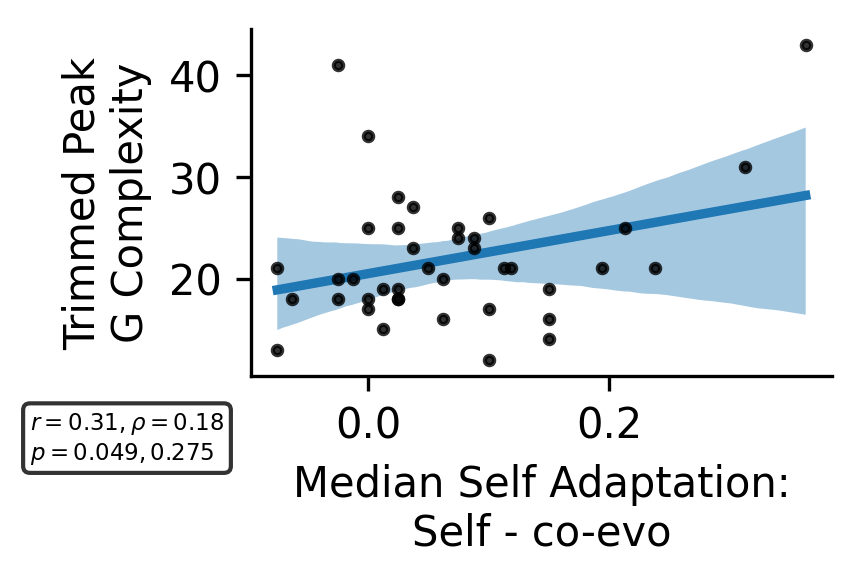 Trimmed Peak
G Complexity
40
30
20
0.0
0.2
Median Self Adaptation:
Self - co-evo
r = 0.31, ρ = 0.18
p = 0.049, 0.275